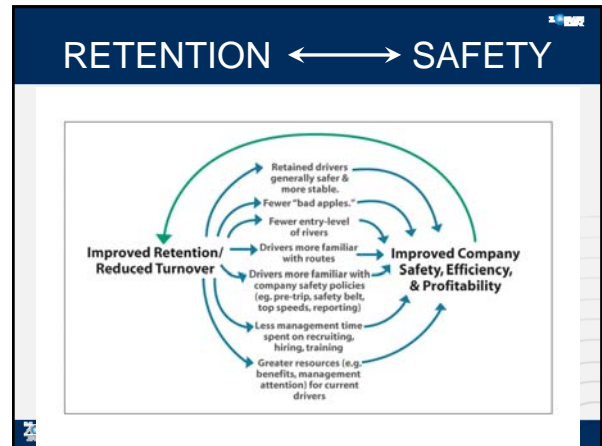 RETENTION ⟷ SAFETY
Retained drivers
generally safer &
more stable.
Fewer "bad apples."
Fewer entry-level
of rivers
Improved Retention/
Reduced Turnover
Drivers more familiar
with routes
Drivers more familiar with
company safety policies
(eg. pre-trip, safety belt,
top speeds, reporting)
Less management time
spent on recruiting,
hiring, training
Greater resources (e.g.
benefits, management
attention) for current
drivers
Improved Company
Safety, Efficiency,
& Profitability